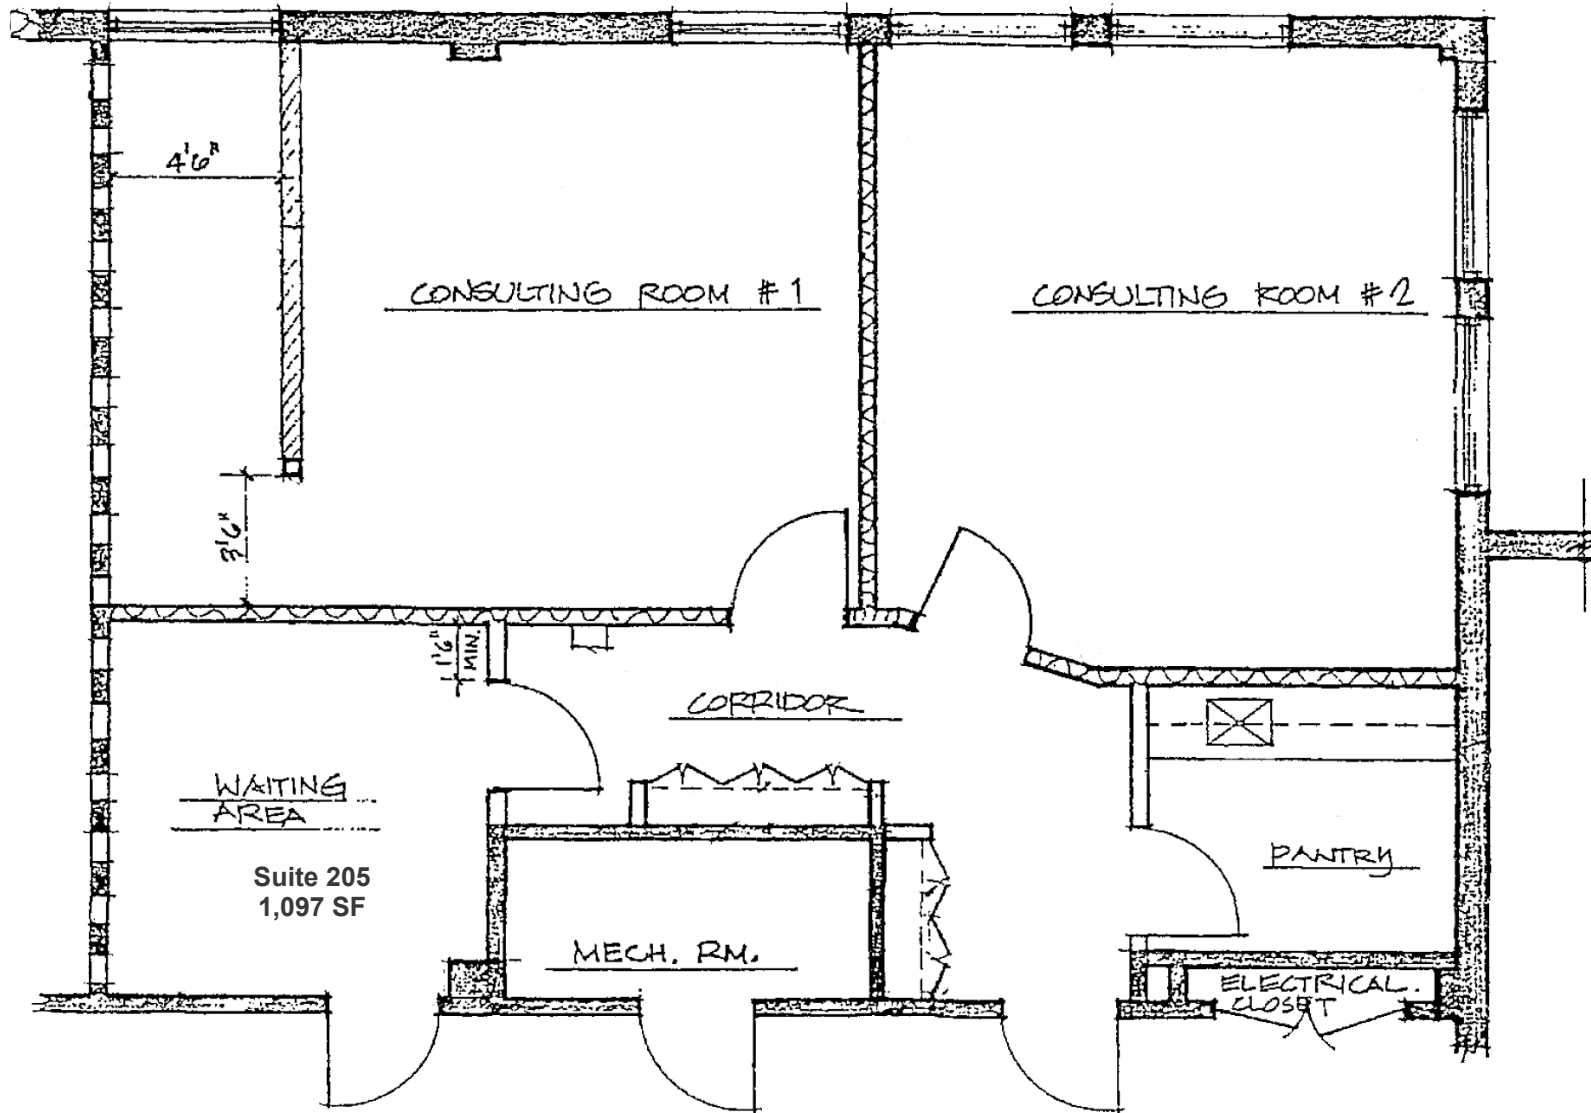 4'6"
CONSULTING ROOM #1
CONSULTING ROOM #2
3'6"
1'6"
MIN.
CORRIDOR
WAITING
AREA
PANTRY
Suite 205
1,097 SF
MECH. RM.
ELECTRICAL.
CLOSET